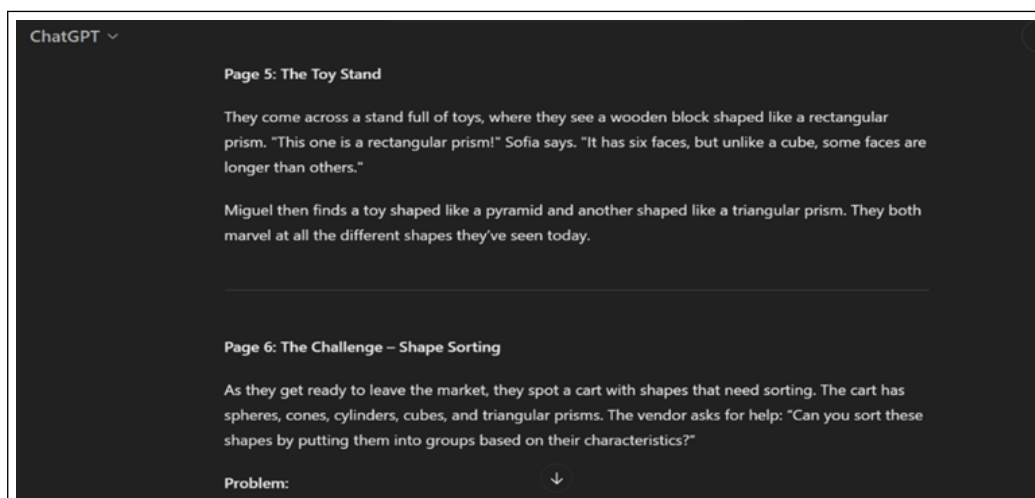 ChatGPT
Page 5: The Toy Stand
They come across a stand full of toys, where they see a wooden block shaped like a rectangular
prism. "This one is a rectangular prism!" Sofia says. "It has six faces, but unlike a cube, some faces are
longer than others."
Miguel then finds a toy shaped like a pyramid and another shaped like a triangular prism. They both
marvel at all the different shapes they've seen today.
Page 6: The Challenge – Shape Sorting
As they get ready to leave the market, they spot a cart with shapes that need sorting. The cart has
spheres, cones, cylinders, cubes, and triangular prisms. The vendor asks for help: "Can you sort these
shapes by putting them into groups based on their characteristics?"
Problem: